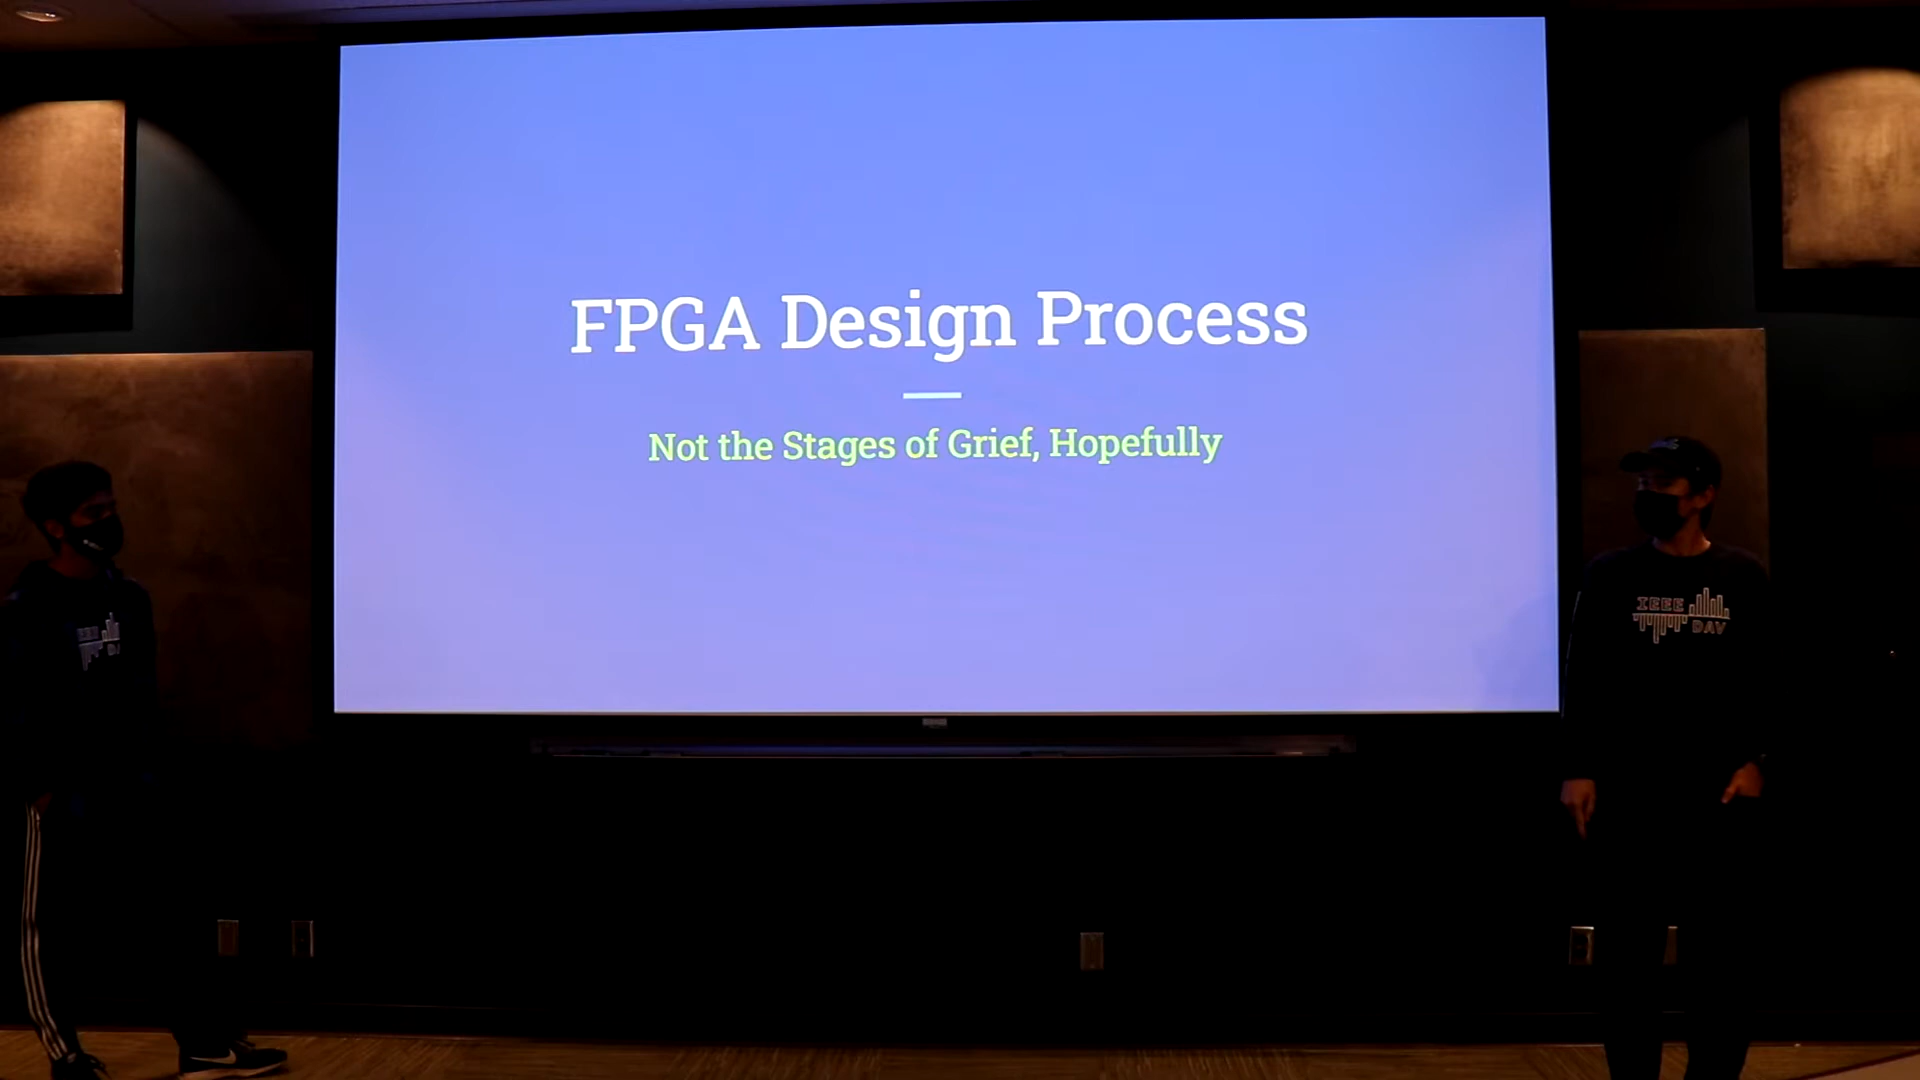 FPGA Design Process
Not the Stages of Grief, Hopefully
IEEE
DAV